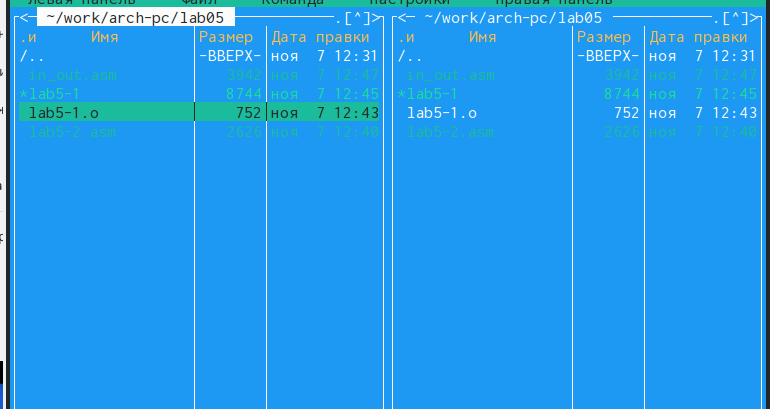 левая панель Файл Команда Настройки Правая панель
<─ ~/work/arch-pc/lab05 ─.[^]> <─ ~/work/arch-pc/lab05 ─.[^]>
.и Имя Размер Дата правки .и Имя Размер Дата правки
/.. -ВВЕРХ- ноя 7 12:31 /.. -ВВЕРХ- ноя 7 12:31
in_out.asm 3942 ноя 7 12:47 in_out.asm 3942 ноя 7 12:47
*lab5-1 8744 ноя 7 12:45 *lab5-1 8744 ноя 7 12:45
lab5-1.o 752 ноя 7 12:43 lab5-1.o 752 ноя 7 12:43
lab5-2.asm 2626 ноя 7 12:40 lab5-2.asm 2626 ноя 7 12:40